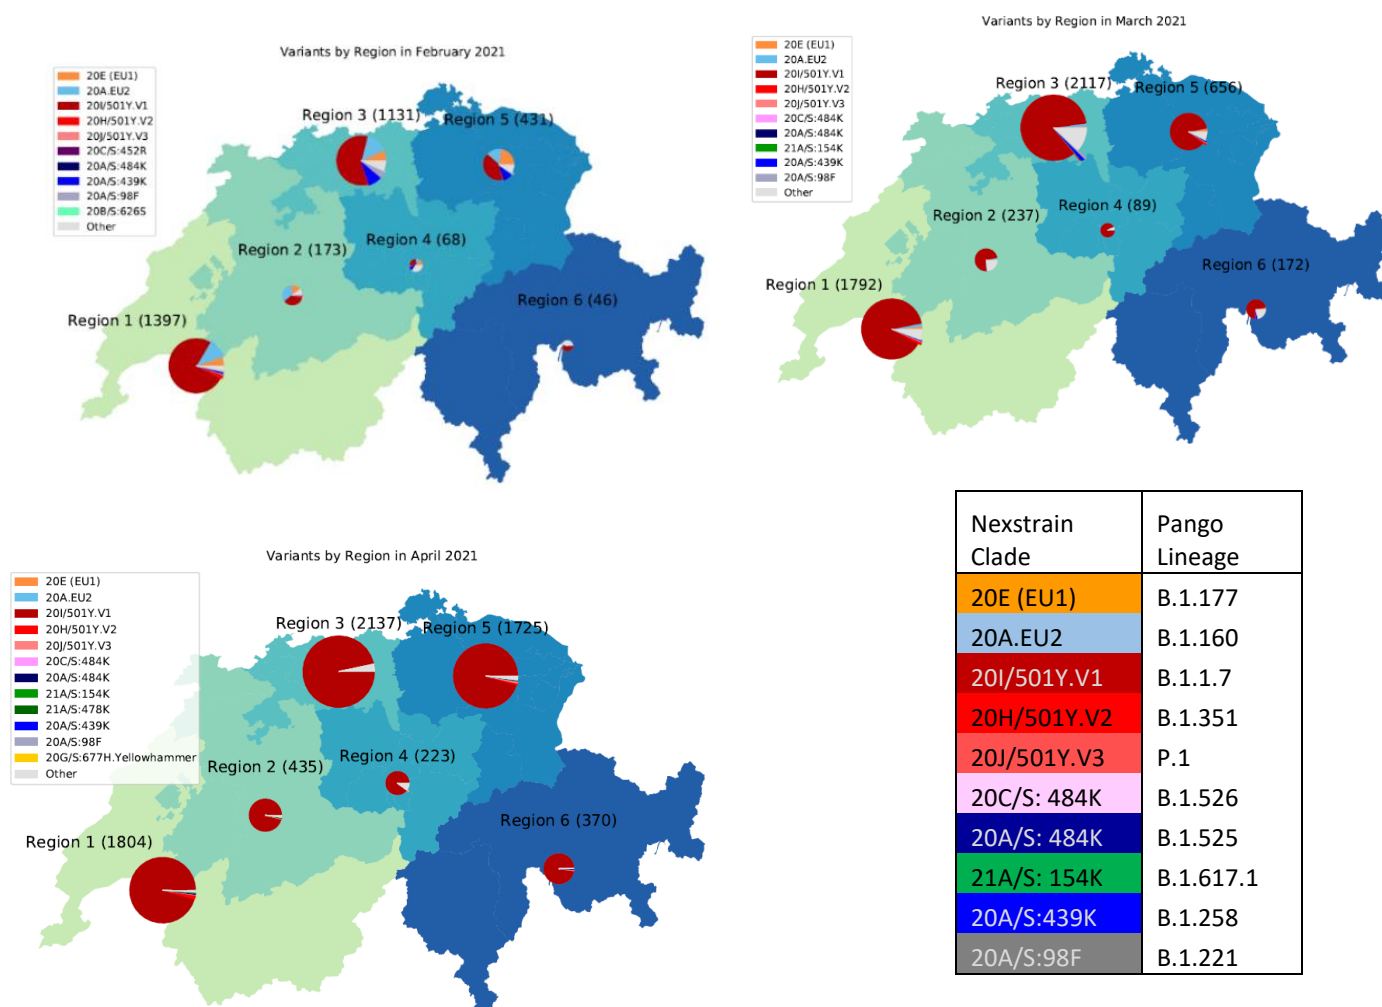 Variants by Region in February 2021
20E (EU1)
20A.EU2
20I/501Y.V1
20H/501Y.V2
20J/501Y.V3
20C/S:452R
20A/S:484K
20A/S:439K
20A/S:98F
20B/S:626S
Other
Region 3 (1131)
Region 5 (431)
Region 2 (173)
Region 4 (68)
Region 6 (46)
Region 1 (1397)
Variants by Region in March 2021
20E (EU1)
20A.EU2
20I/501Y.V1
20H/501Y.V2
20J/501Y.V3
20C/S:484K
20A/S:484K
21A/S:154K
20A/S:439K
20A/S:98F
Other
Region 3 (2117)
Region 5 (656)
Region 2 (237)
Region 4 (89)
Region 6 (172)
Region 1 (1792)
Variants by Region in April 2021
20E (EU1)
20A.EU2
20I/501Y.V1
20H/501Y.V2
20J/501Y.V3
20C/S:484K
20A/S:484K
21A/S:154K
21A/S:478K
20A/S:439K
20A/S:98F
20G/S:677H.Yellowhammer
Other
Region 3 (2137)
Region 5 (1725)
Region 4 (223)
Region 2 (435)
Region 6 (370)
Region 1 (1804)
Nexstrain Pango
Clade Lineage
20E (EU1) B.1.177
20A.EU2 B.1.160
20I/501Y.V1 B.1.1.7
20H/501Y.V2 B.1.351
20J/501Y.V3 P.1
20C/S: 484K B.1.526
20A/S: 484K B.1.525
21A/S: 154K B.1.617.1
20A/S:439K B.1.258
20A/S:98F B.1.221